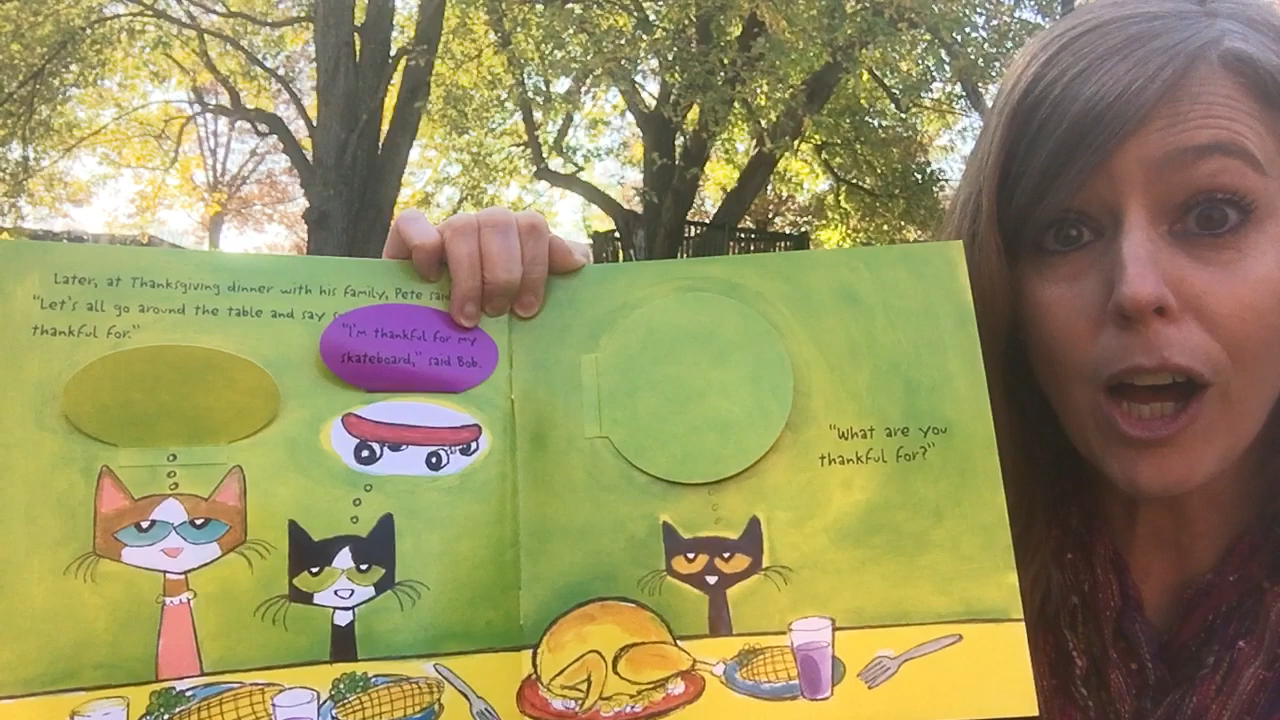 Later, at Thanksgiving dinner with his family, Pete said
"Let's all go around the table and say
thankful for."
"I'm thankful for my
skateboard," said Bob.
"What are you
thankful for?"